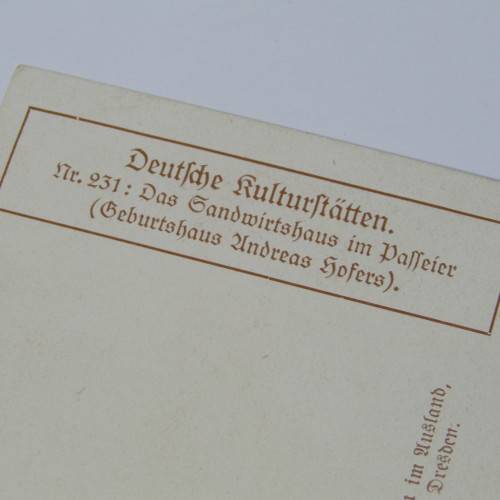 Deutsche Kulturstätten.
Nr. 231: Das Sandwirtshaus im Passeier
(Geburtshaus Andreas Hofers).
im Ausland,
Dresden.